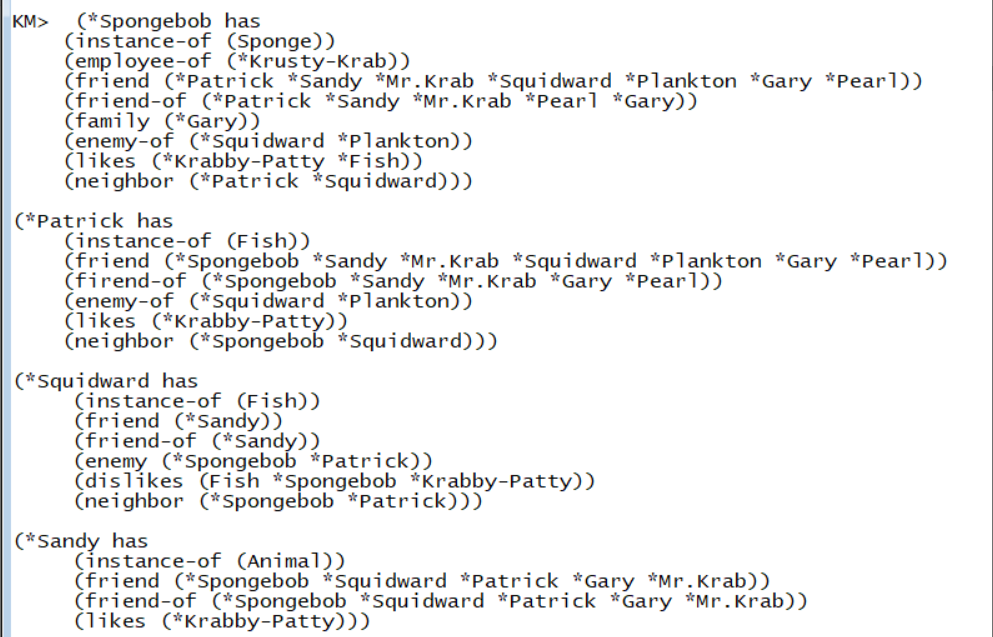 KM>  (*Spongebob has
(instance-of (Sponge))
(employee-of (*Krusty-Krab))
(friend (*Patrick *Sandy *Mr.Krab *Squidward *Plankton *Gary *Pearl))
(friend-of (*Patrick *Sandy *Mr.Krab *Pearl *Gary))
(family (*Gary))
(enemy-of (*Squidward *Plankton))
(likes (*Krabby-Patty *Fish))
(neighbor (*Patrick *Squidward)))
(*Patrick has
(instance-of (Fish))
(friend (*Spongebob *Sandy *Mr.Krab *Squidward *Plankton *Gary *Pearl))
(firend-of (*Spongebob *Sandy *Mr.Krab *Gary *Pearl))
(enemy-of (*Squidward *Plankton))
(likes (*Krabby-Patty))
(neighbor (*Spongebob *Squidward)))
(*Squidward has
(instance-of (Fish))
(friend (*Sandy))
(friend-of (*Sandy))
(enemy (*Spongebob *Patrick))
(dislikes (Fish *Spongebob *Krabby-Patty))
(neighbor (*Spongebob *Patrick)))
(*Sandy has
(instance-of (Animal))
(friend (*Spongebob *Squidward *Patrick *Gary *Mr.Krab))
(friend-of (*Spongebob *Squidward *Patrick *Gary *Mr.Krab))
(likes (*Krabby-Patty)))